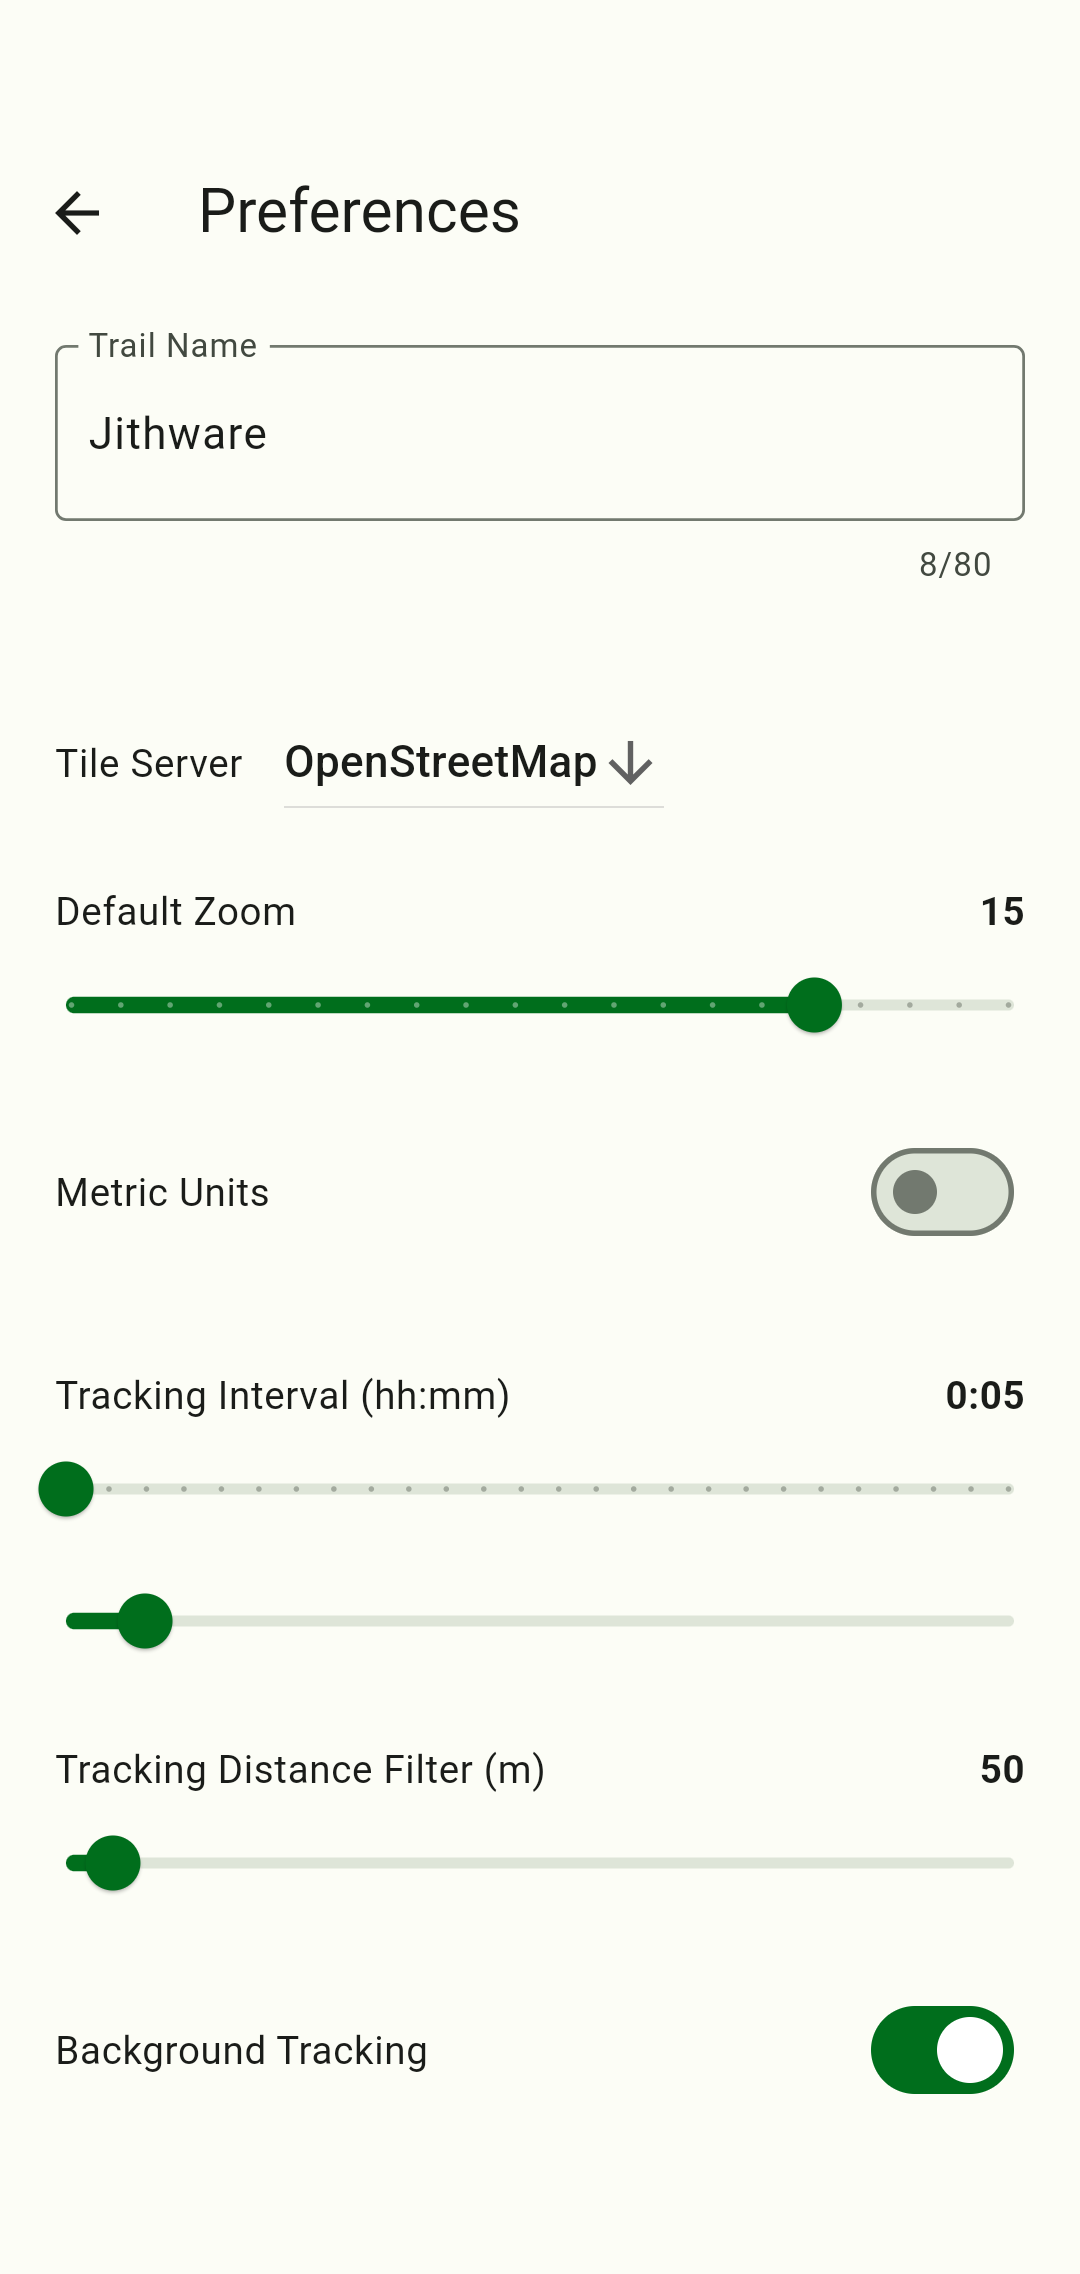 Preferences
Trail Name
Jithware
8/80
Tile Server OpenStreetMap
Default Zoom 15
Metric Units
Tracking Interval (hh:mm) 0:05
Tracking Distance Filter (m) 50
Background Tracking